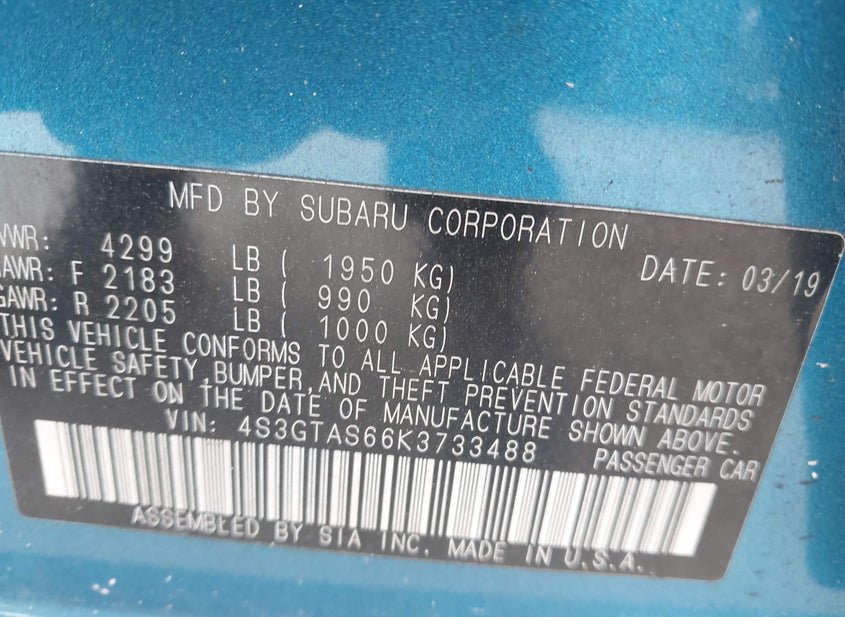 MFD BY SUBARU CORPORATION
VWR: 4299 LB ( 1950 KG) DATE: 03/19
AWR: F 2183 LB ( 990 KG)
GAWR: R 2205 LB ( 1000 KG)
THIS VEHICLE CONFORMS TO ALL APPLICABLE FEDERAL MOTOR
VEHICLE SAFETY, BUMPER, AND THEFT PREVENTION STANDARDS
IN EFFECT ON THE DATE OF MANUFACTURE SHOWN ABOVE.
VIN: 4S3GTAS66K3733488 PASSENGER CAR
ASSEMBLED BY SIA INC. MADE IN U.S.A.